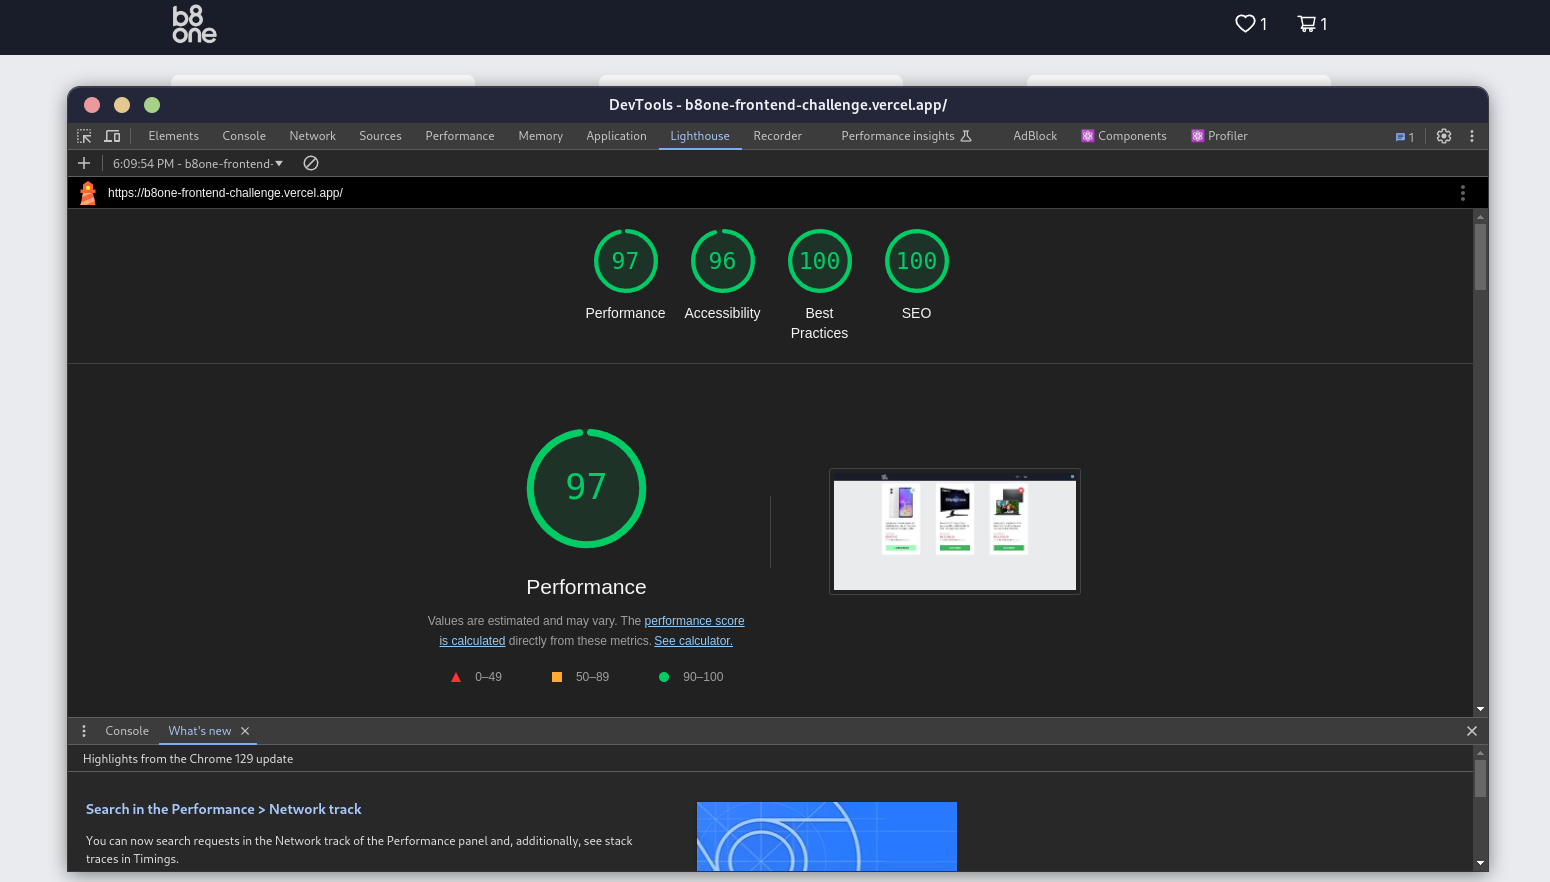 b8
one
1 1
DevTools - b8one-frontend-challenge.vercel.app/
Elements Console Network Sources Performance Memory Application Lighthouse Recorder Performance insights AdBlock Components Profiler 1
6:09:54 PM - b8one-frontend-
https://b8one-frontend-challenge.vercel.app/
97 96 100 100
Performance Accessibility Best Practices SEO
97
Performance
Values are estimated and may vary. The performance score
is calculated directly from these metrics. See calculator.
0–49 50–89 90–100
Console What's new
Highlights from the Chrome 129 update
Search in the Performance > Network track
You can now search requests in the Network track of the Performance panel and, additionally, see stack
traces in Timings.